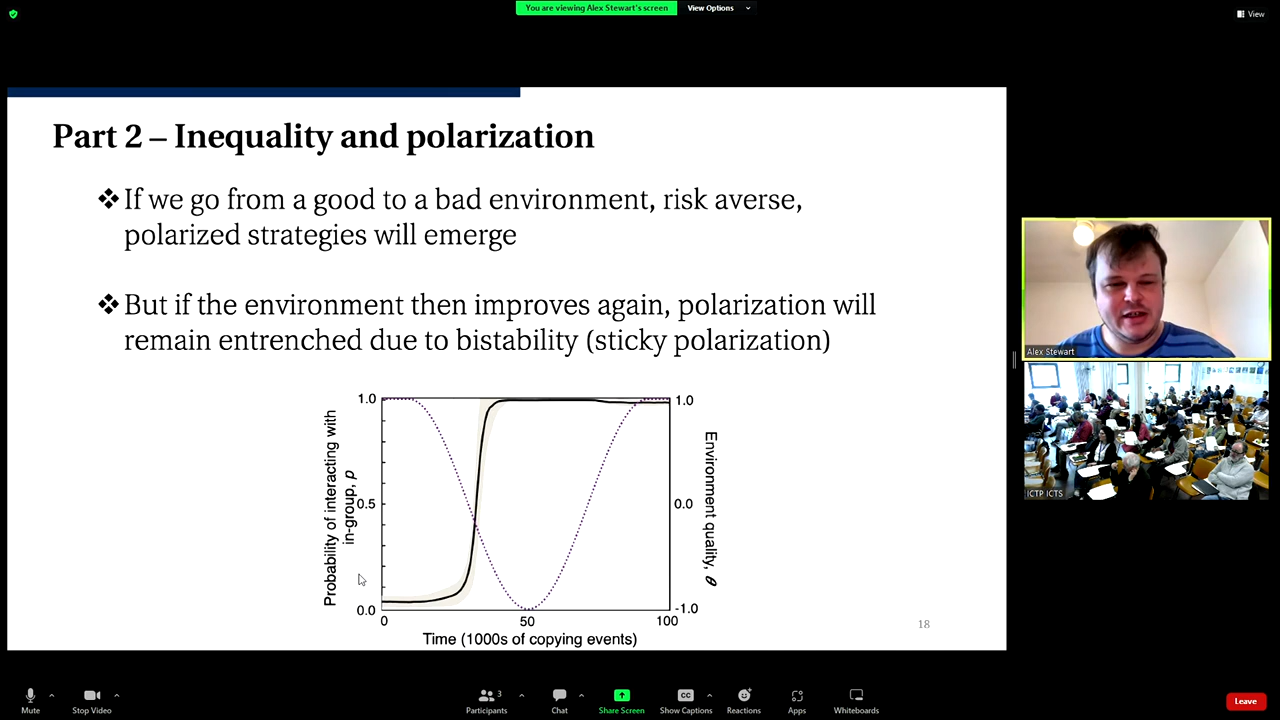 You are viewing Alex Stewart's screen
View Options
View
Part 2 – Inequality and polarization
❖If we go from a good to a bad environment, risk averse,
polarized strategies will emerge
❖But if the environment then improves again, polarization will
remain entrenched due to bistability (sticky polarization)
Probability of interacting with
in-group, p
1.0
0.5
0.0
1.0
0.0
-1.0
Environment quality, θ
0
50
100
Time (1000s of copying events)
18
Alex Stewart
ICTP ICTS
Mute
Stop Video
Participants
3
Chat
Share Screen
CC
Show Captions
Reactions
Apps
Whiteboards
Leave